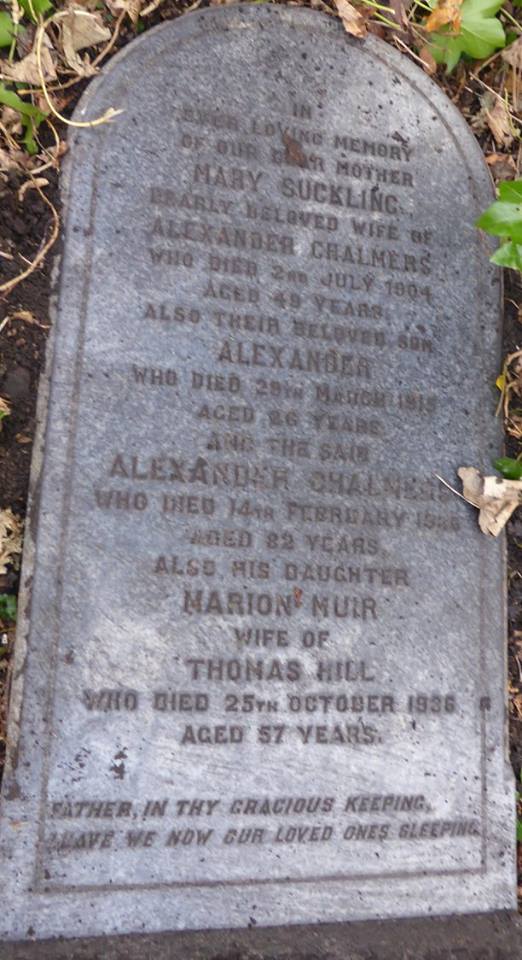 IN
EVER LOVING MEMORY
OF OUR DEAR MOTHER
MARY SUCKLING,
DEARLY BELOVED WIFE OF
ALEXANDER CHALMERS
WHO DIED 2ND JULY 1904
AGED 49 YEARS.
ALSO THEIR BELOVED SON
ALEXANDER
WHO DIED 29TH MARCH
AGED 26 YEARS.
AND THE SAID
ALEXANDER CHALMERS
WHO DIED 14TH FEBRUARY
AGED 82 YEARS.
ALSO HIS DAUGHTER
MARION MUIR
WIFE OF
THOMAS HILL
WHO DIED 25TH OCTOBER 1936
AGED 57 YEARS.
FATHER, IN THY GRACIOUS KEEPING,
LEAVE WE NOW OUR LOVED ONES SLEEPING.